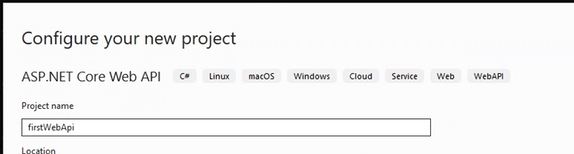 Configure your new project
ASP.NET Core Web API C# Linux macOS Windows Cloud Service Web WebAPI
Project name
firstWebApi
Location